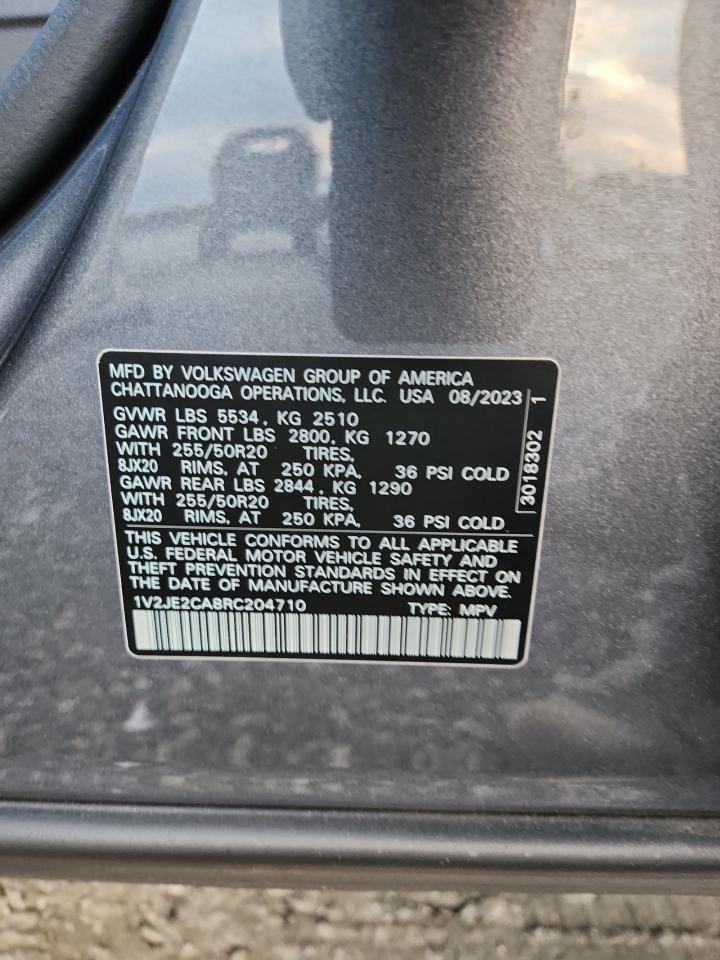 MFD BY VOLKSWAGEN GROUP OF AMERICA
CHATTANOOGA OPERATIONS, LLC. USA 08/2023
GVWR LBS 5534, KG 2510
GAWR FRONT LBS 2800, KG 1270
WITH 255/50R20 TIRES,
8JX20 RIMS, AT 250 KPA, 36 PSI COLD
GAWR REAR LBS 2844, KG 1290
WITH 255/50R20 TIRES,
8JX20 RIMS, AT 250 KPA, 36 PSI COLD
3018302 1
THIS VEHICLE CONFORMS TO ALL APPLICABLE
U.S. FEDERAL MOTOR VEHICLE SAFETY AND
THEFT PREVENTION STANDARDS IN EFFECT ON
THE DATE OF MANUFACTURE SHOWN ABOVE.
1V2JE2CA8RC204710 TYPE: MPV